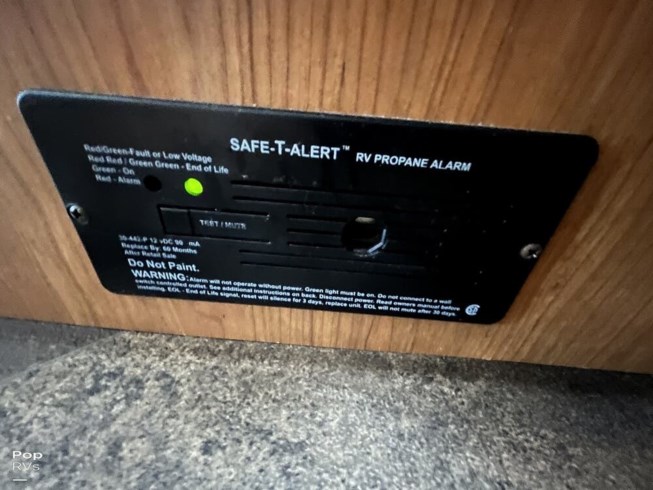 SAFE-T-ALERT™ RV PROPANE ALARM
Red/Green-Fault or Low Voltage
Red Red / Green Green - End of Life
Green - On
Red - Alarm
TEST / MUTE
30-442-P 12 vDC 98 mA
Replace By: 60 Months
After Retail Sale
Do Not Paint.
WARNING: Alarm will not operate without power. Green light must be on. Do not connect to a wall
switch controlled outlet. See additional instructions on back. Disconnect power. Read owners manual before
installing. EOL - End of Life signal, reset will silence for 3 days, replace unit. EOL will not mute after 30 days.
Pop
RVs